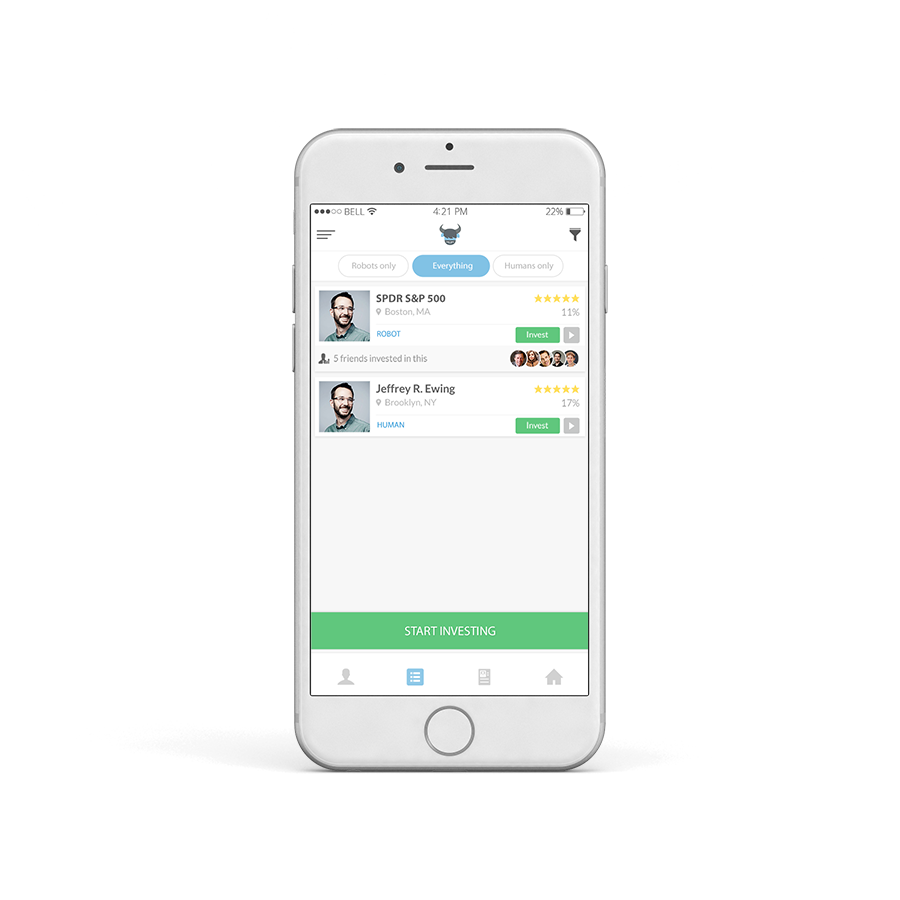 BELL 4:21 PM 22%
Robots only Everything Humans only
SPDR S&P 500
Boston, MA 11%
ROBOT Invest
5 friends invested in this
Jeffrey R. Ewing
Brooklyn, NY 17%
HUMAN Invest
START INVESTING